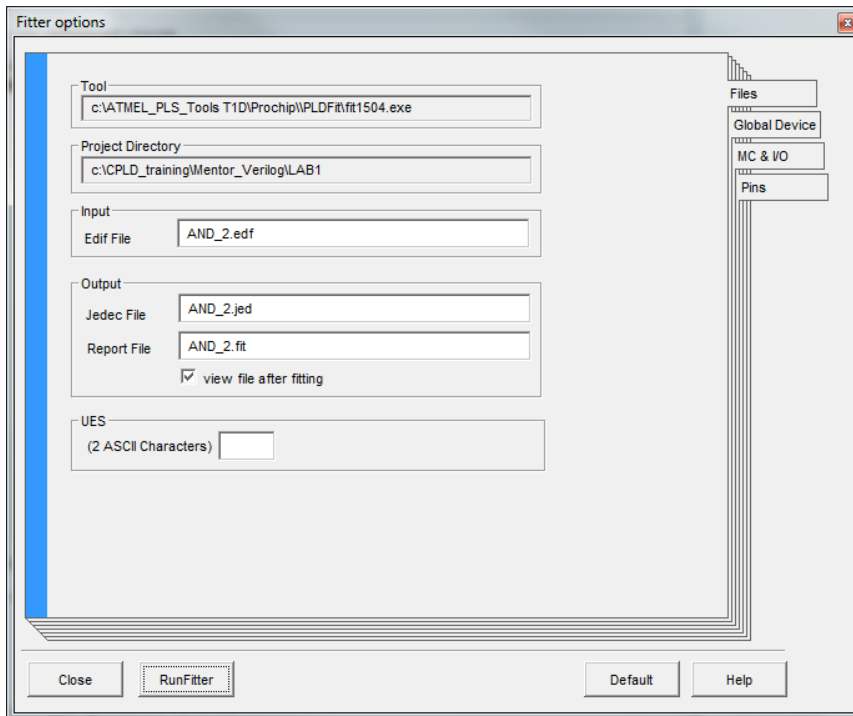 Fitter options
x
Files
Global Device
MC & I/O
Pins
Tool
c:\ATMEL_PLS_Tools T1D\Prochip\\PLDFit\fit1504.exe
Project Directory
c:\CPLD_training\Mentor_Verilog\LAB1
Input
Edif File AND_2.edf
Output
Jedec File AND_2.jed
Report File AND_2.fit
view file after fitting
UES
(2 ASCII Characters)
Close RunFitter Default Help